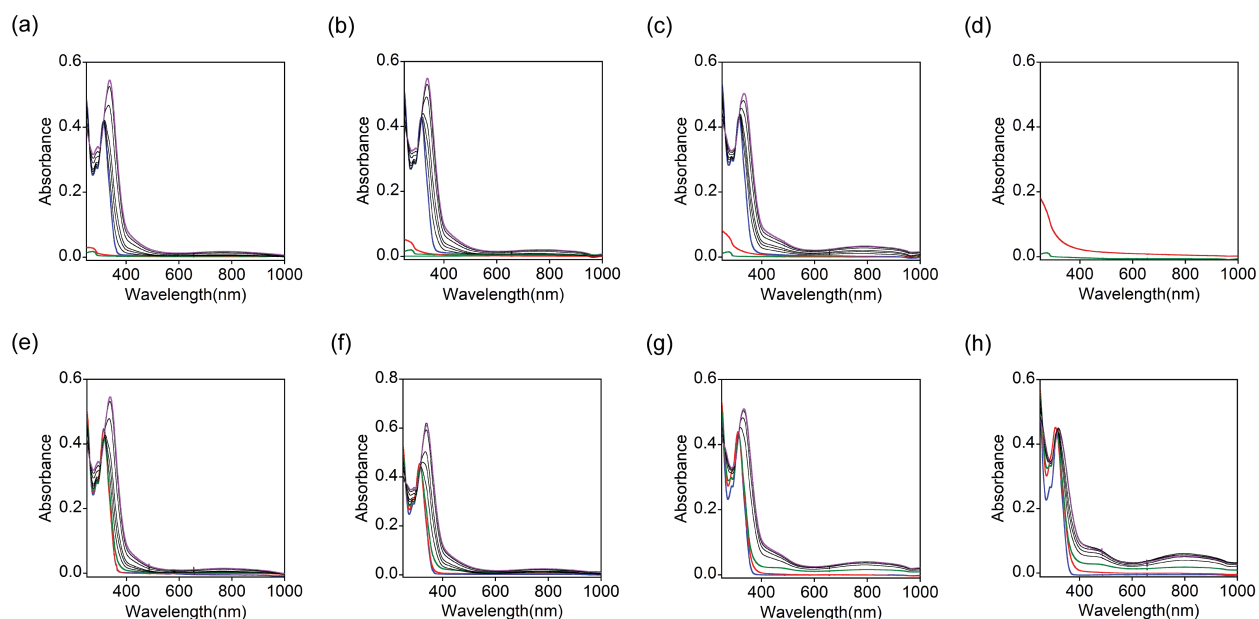 (a) (b) (c) (d)
0.6 0.6 0.6 0.6
0.4 0.4 0.4 0.4
0.2 0.2 0.2 0.2
0.0 0.0 0.0 0.0
Absorbance Absorbance Absorbance Absorbance
400 600 800 1000 400 600 800 1000 400 600 800 1000 400 600 800 1000
Wavelength(nm) Wavelength(nm) Wavelength(nm) Wavelength(nm)
(e) (f) (g) (h)
0.6 0.8 0.6 0.6
0.4 0.6 0.4 0.4
0.2 0.4 0.2 0.2
0.0 0.2 0.0 0.0
0.0
Absorbance Absorbance Absorbance Absorbance
400 600 800 1000 400 600 800 1000 400 600 800 1000 400 600 800 1000
Wavelength(nm) Wavelength(nm) Wavelength(nm) Wavelength(nm)